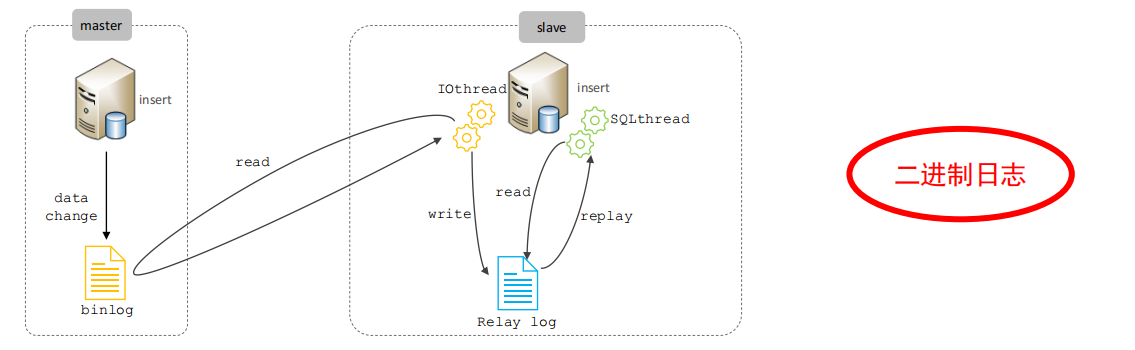 master
slave
insert
IOthread
insert
SQLthread
read
data
change
write
read
replay
binlog
Relay log
二进制日志